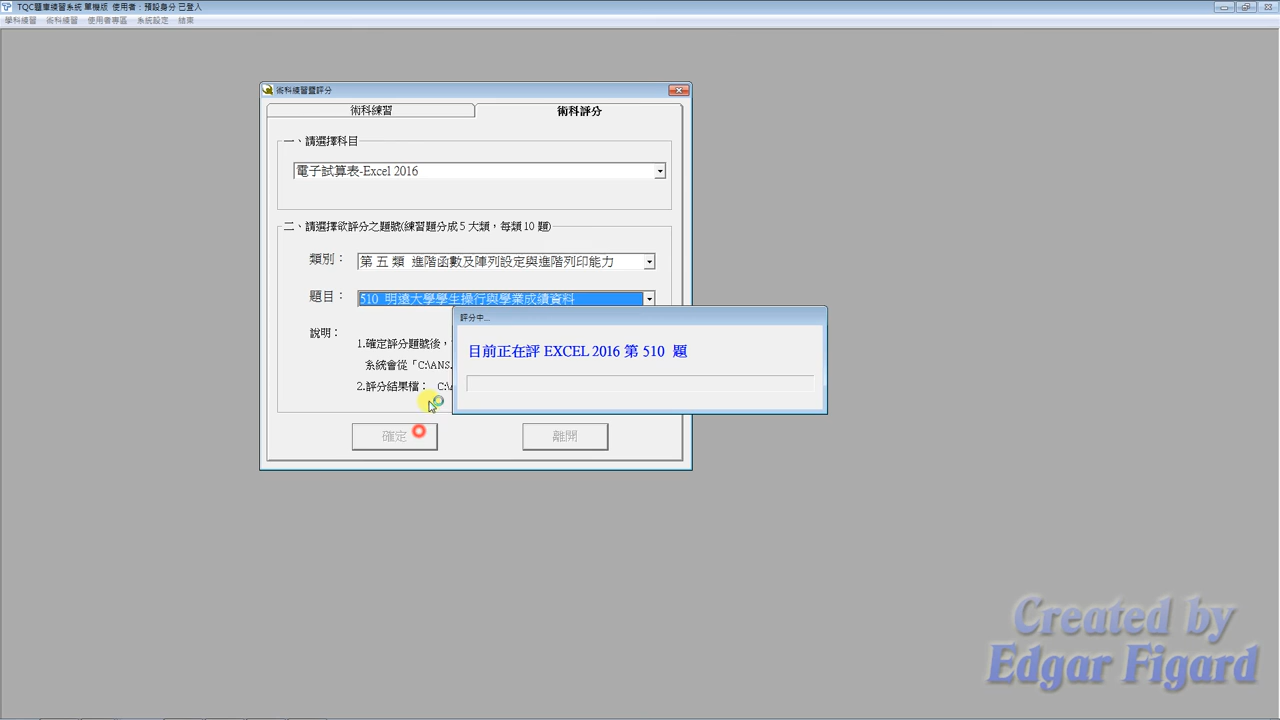 TQC題庫練習系統 單機版 使用者：預設身分 已登入
學科練習 術科練習 使用者專區 系統設定 結束
術科練習暨評分
術科練習 術科評分
一、請選擇科目
電子試算表-Excel 2016
二、請選擇欲評分之題號(練習題分成5大類，每類10題)
類別： 第 五 類 進階函數及陣列設定與進階列印能力
題目： 510 明遠大學學生操行與學業成績資料
說明：
1.確定評分題號後，
系統會從「C:\ANS.
2.評分結果檔： C:\
評分中...
目前正在評 EXCEL 2016 第 510 題
確定 離開
Created by
Edgar Figard